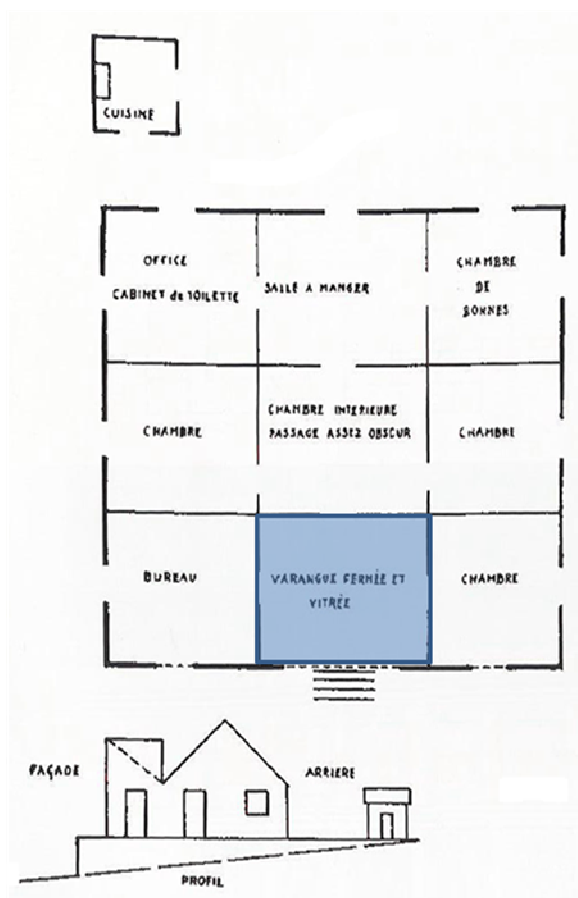 CUISINE
OFFICE
CABINET de TOILETTE
SALLE A MANGER
CHAMBRE
DE
BONNES
CHAMBRE
CHAMBRE INTERIEURE
PASSAGE ASSEZ OBSCUR
CHAMBRE
BUREAU
VARANGUE FERMÉE ET
VITRÉE
CHAMBRE
FAÇADE
ARRIERE
PROFIL